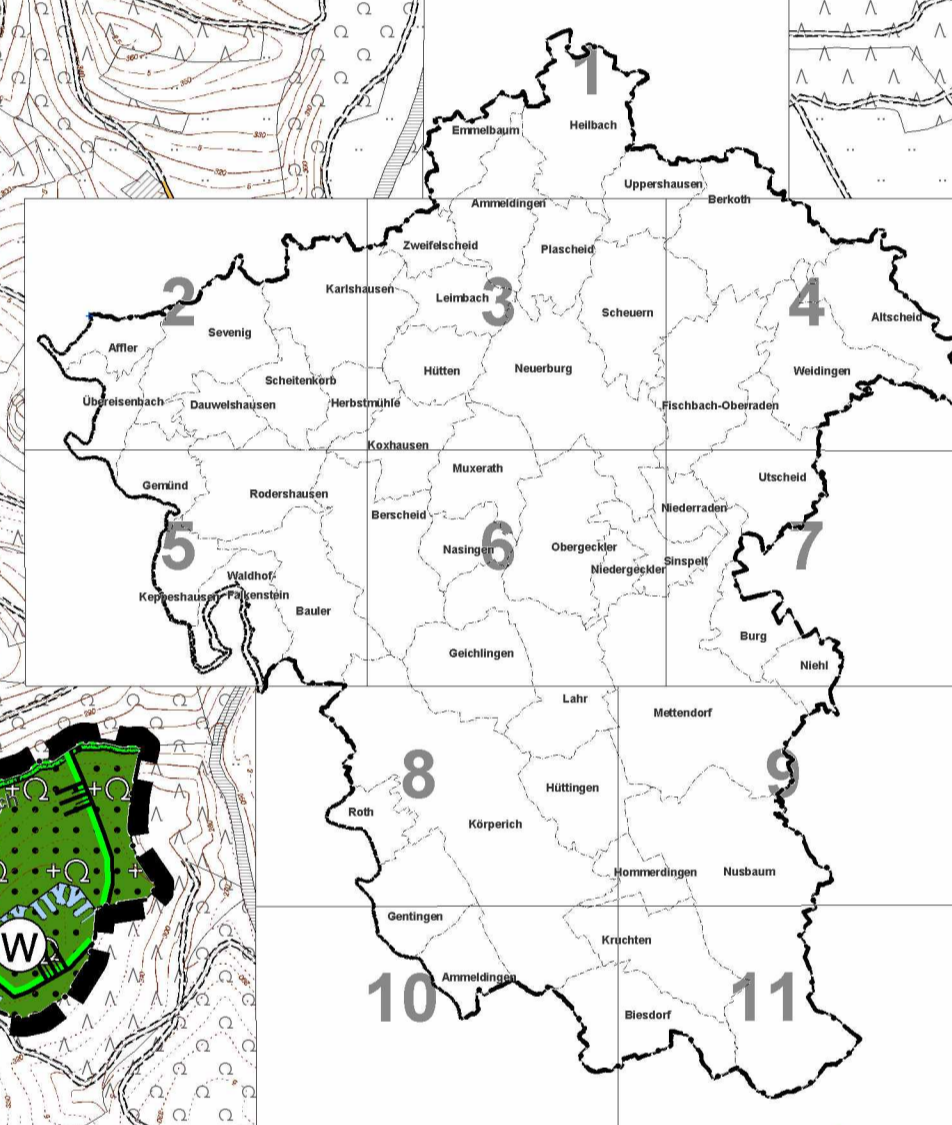 1
Emmelbaum
Heilbach
Uppershausen
Berkoth
Ammeldingen
Zweifelscheid
Plascheid
2
Karlshausen
Leimbach
3
4
Scheuern
Altscheid
Sevenig
Affler
Hütten
Neuerburg
Weidingen
Scheitenkorb
Übereisenbach
Dauwelshausen
Herbstmühle
Fischbach-Oberraden
Koxhausen
Muxerath
Utscheid
Gemünd
Rodershausen
Berscheid
Niederraden
5
Nasingen
6
Obergeckler
7
Niedergeckler
Sinspelt
Waldhof-
Falkenstein
Keppeshausen
Bauler
Burg
Geichlingen
Niehl
Lahr
Mettendorf
8
9
Hüttingen
Roth
Körperich
Hommerdingen
Nusbaum
Gentingen
Kruchten
W
Ammeldingen
10
11
Biesdorf